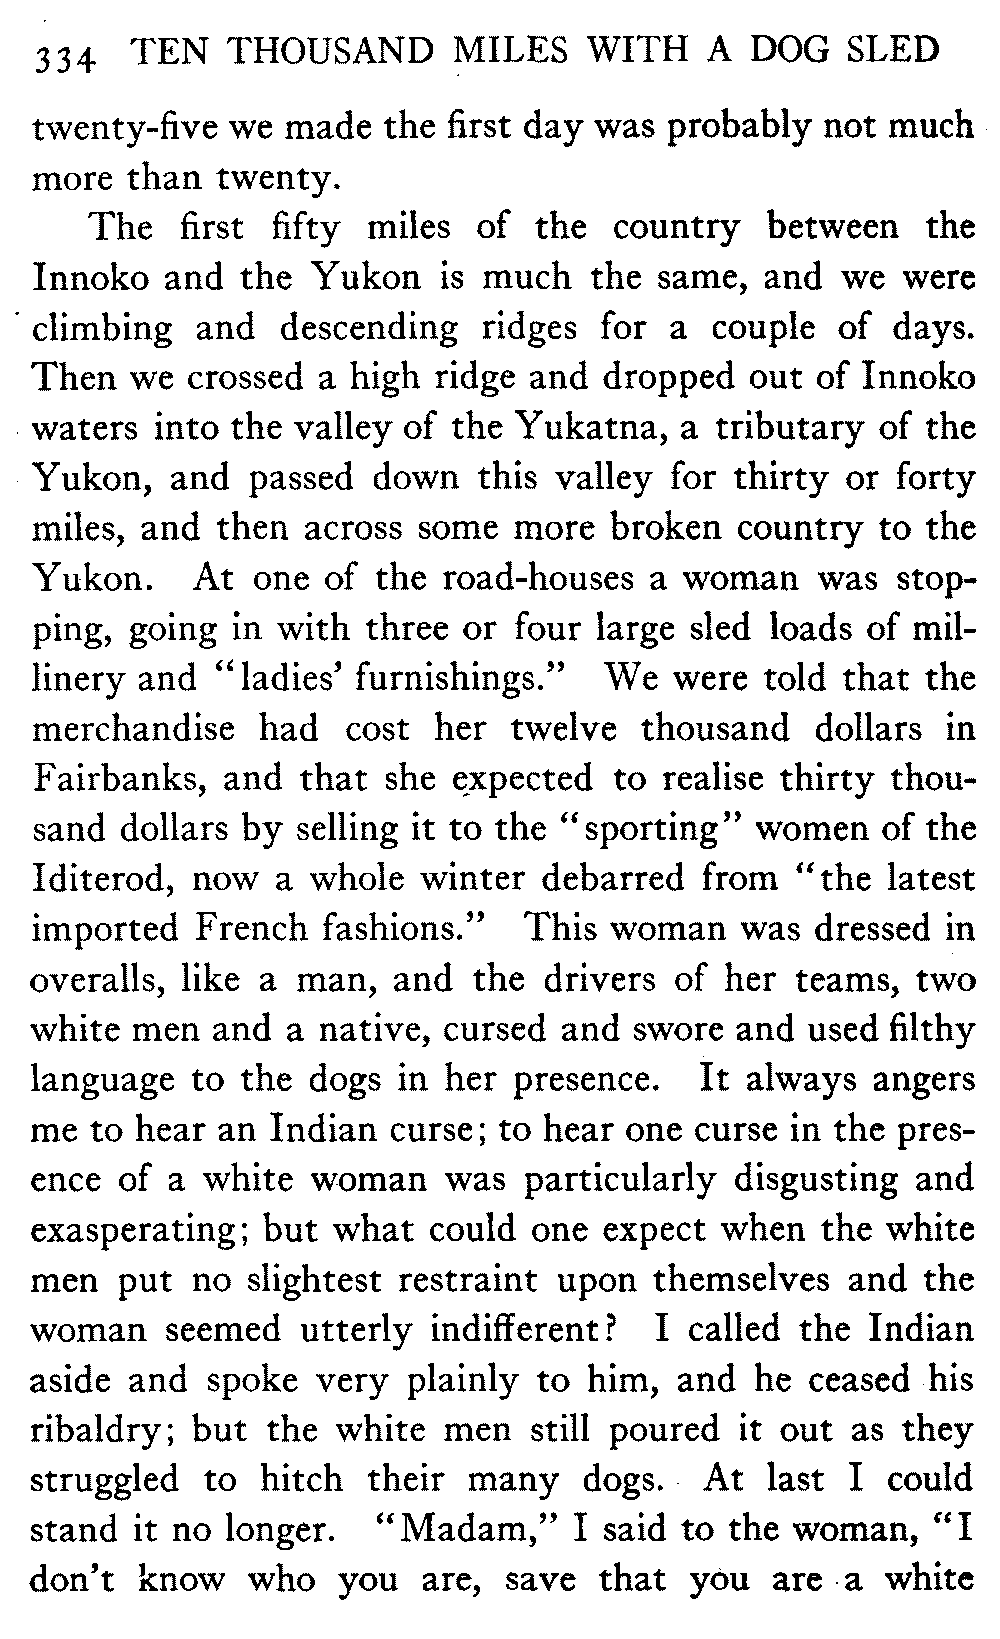 334 TEN THOUSAND MILES WITH A DOG SLED
twenty-five we made the first day was probably not much
more than twenty.
The first fifty miles of the country between the
Innoko and the Yukon is much the same, and we were
climbing and descending ridges for a couple of days.
Then we crossed a high ridge and dropped out of Innoko
waters into the valley of the Yukatna, a tributary of the
Yukon, and passed down this valley for thirty or forty
miles, and then across some more broken country to the
Yukon. At one of the road-houses a woman was stop-
ping, going in with three or four large sled loads of mil-
linery and "ladies' furnishings." We were told that the
merchandise had cost her twelve thousand dollars in
Fairbanks, and that she expected to realise thirty thou-
sand dollars by selling it to the "sporting" women of the
Iditerod, now a whole winter debarred from "the latest
imported French fashions." This woman was dressed in
overalls, like a man, and the drivers of her teams, two
white men and a native, cursed and swore and used filthy
language to the dogs in her presence. It always angers
me to hear an Indian curse; to hear one curse in the pres-
ence of a white woman was particularly disgusting and
exasperating; but what could one expect when the white
men put no slightest restraint upon themselves and the
woman seemed utterly indifferent? I called the Indian
aside and spoke very plainly to him, and he ceased his
ribaldry; but the white men still poured it out as they
struggled to hitch their many dogs. At last I could
stand it no longer. "Madam," I said to the woman, "I
don't know who you are, save that you are a white